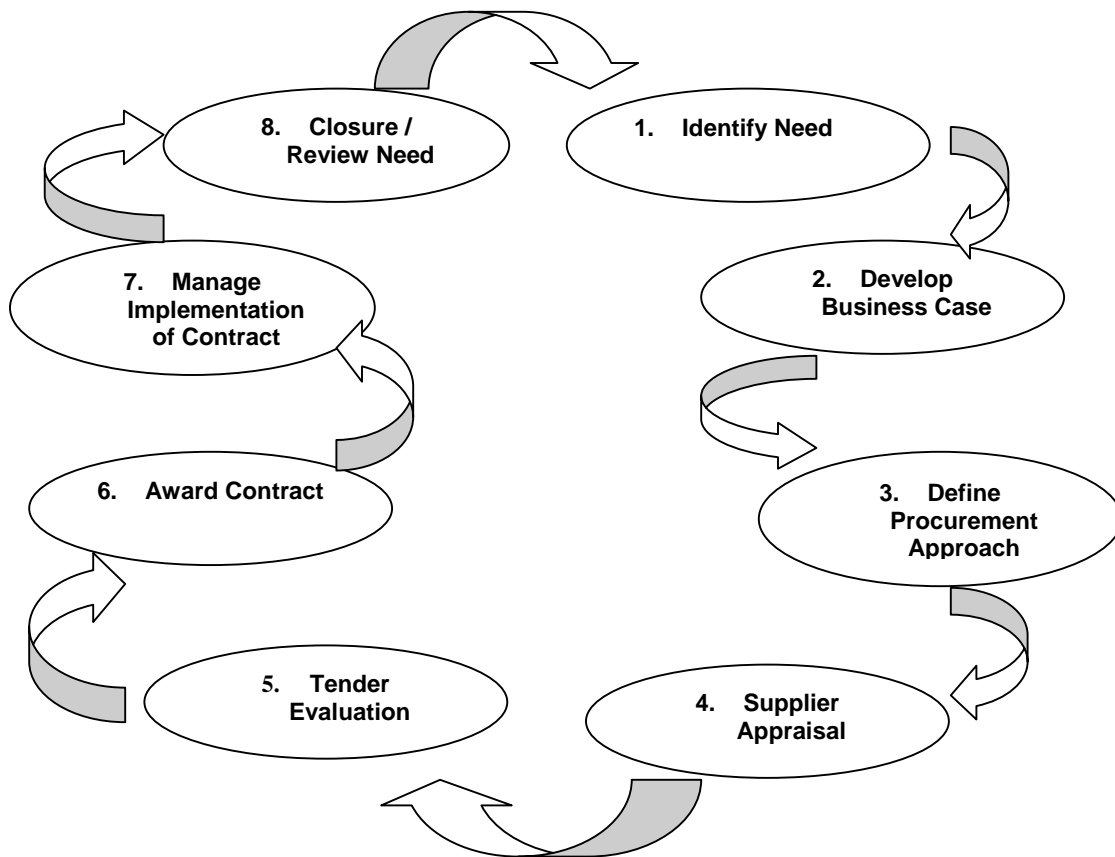 1. Identify Need
2. Develop
Business Case
3. Define
Procurement
Approach
4. Supplier
Appraisal
5. Tender
Evaluation
6. Award Contract
7. Manage
Implementation
of Contract
8. Closure /
Review Need